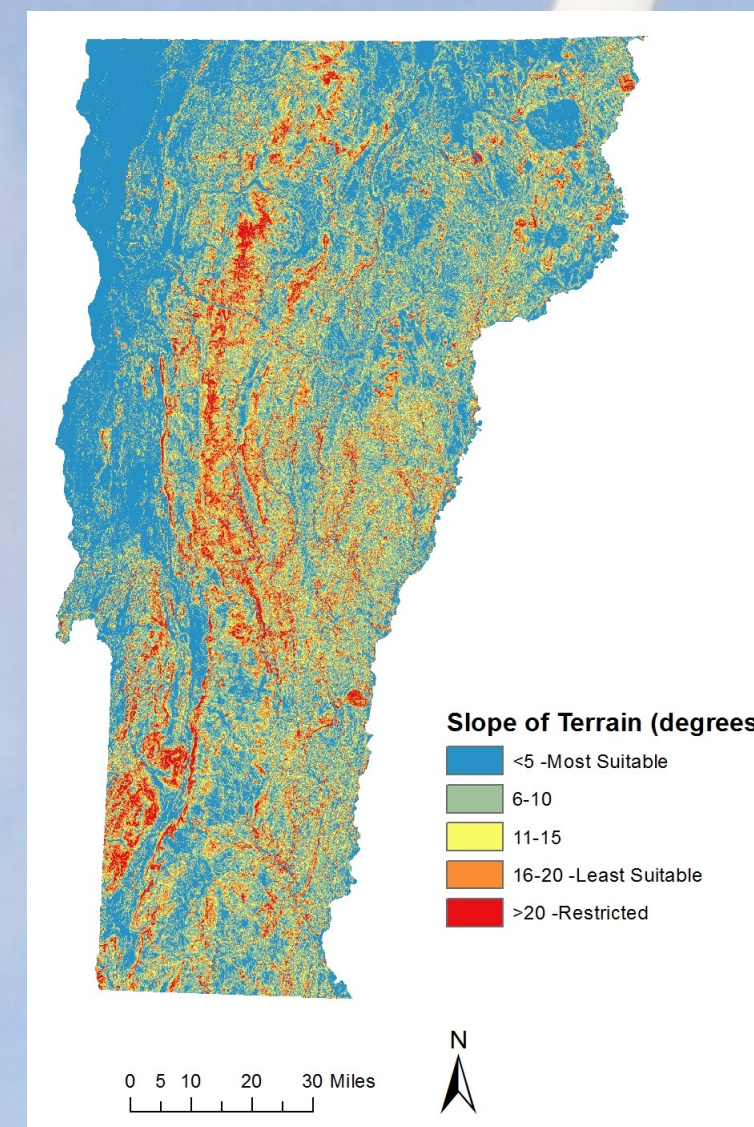 Slope of Terrain (degrees
<5 -Most Suitable
6-10
11-15
16-20 -Least Suitable
>20 -Restricted
N
0 5 10 20 30 Miles